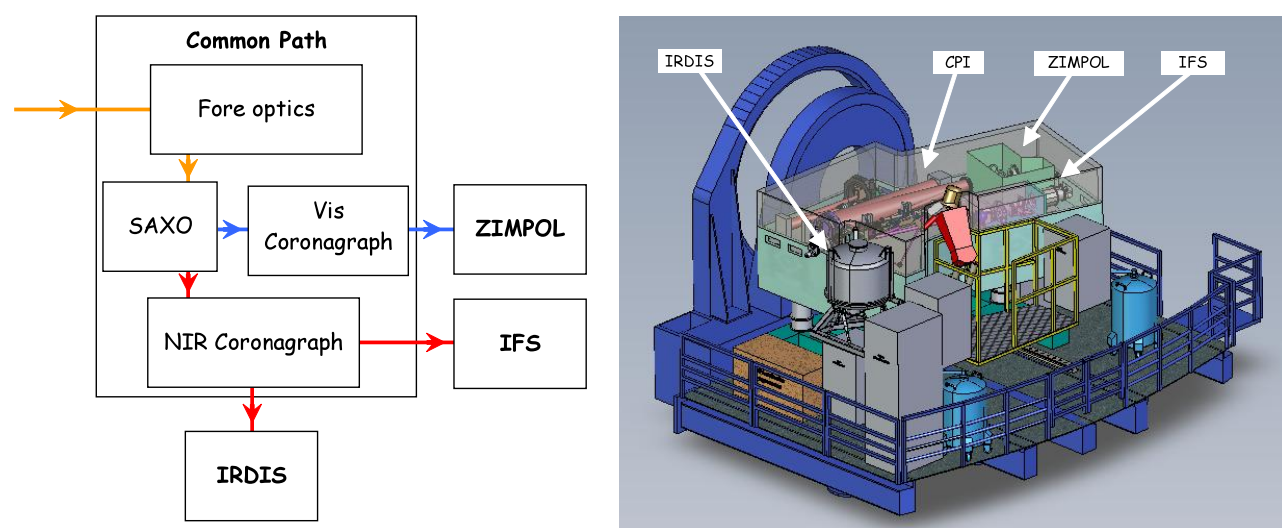 Common Path
Fore optics
SAXO
Vis
Coronagraph
ZIMPOL
NIR Coronagraph
IFS
IRDIS
IRDIS
CPI
ZIMPOL
IFS